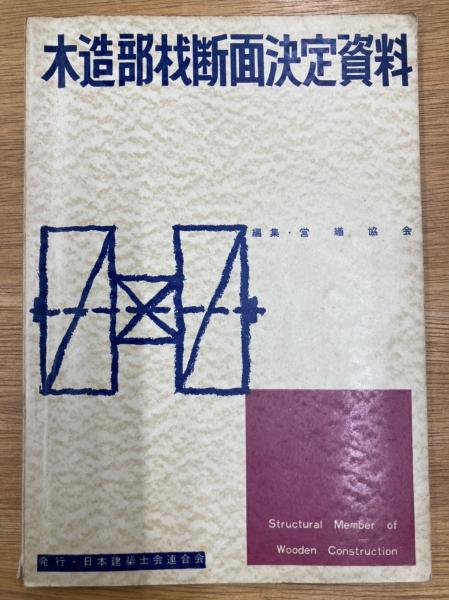 木造部材断面決定資料
編集・営繕協会
Structural Member of
Wooden Construction
発行・日本建築士会連合会